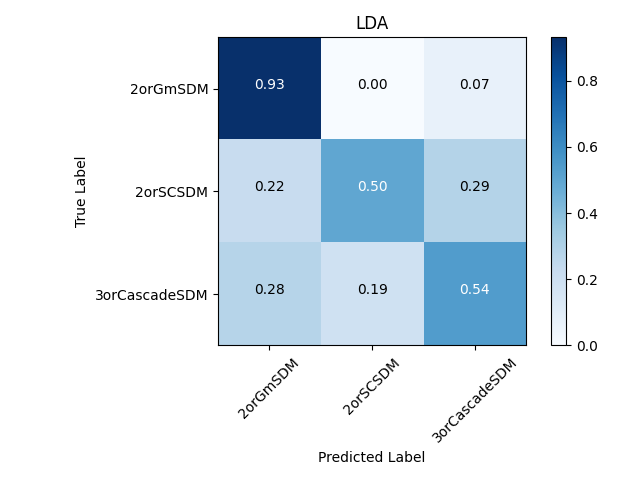 LDA
2orGmSDM 0.93 0.00 0.07
2orSCSDM 0.22 0.50 0.29
3orCascadeSDM 0.28 0.19 0.54
True Label
2orGmSDM
2orSCSDM
3orCascadeSDM
Predicted Label
0.8
0.6
0.4
0.2
0.0